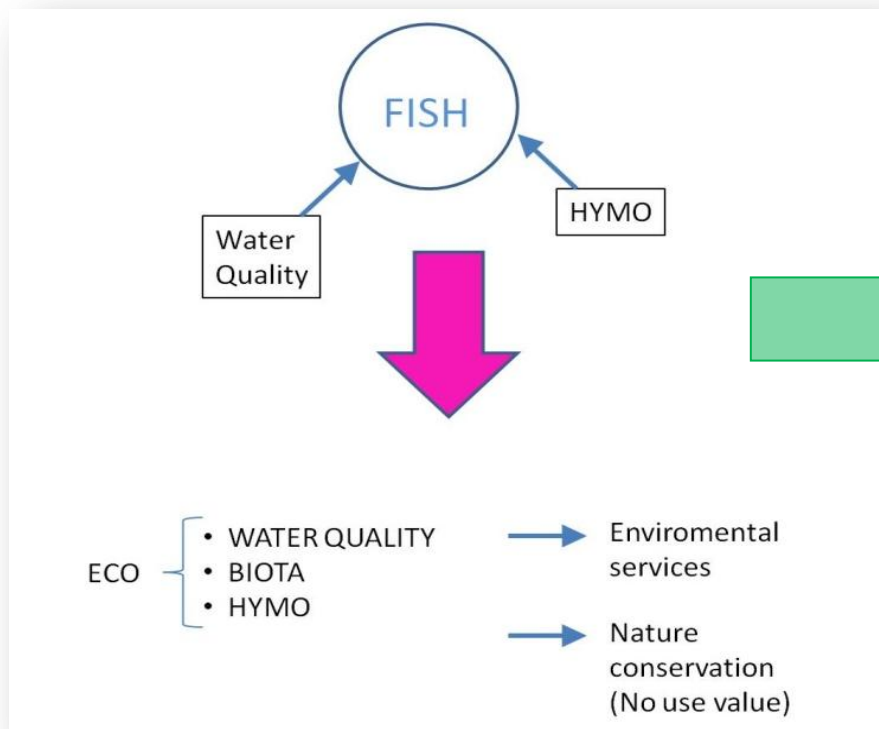 FISH
HYMO
Water
Quality
ECO
• WATER QUALITY
• BIOTA
• HYMO
Enviromental
services
Nature
conservation
(No use value)